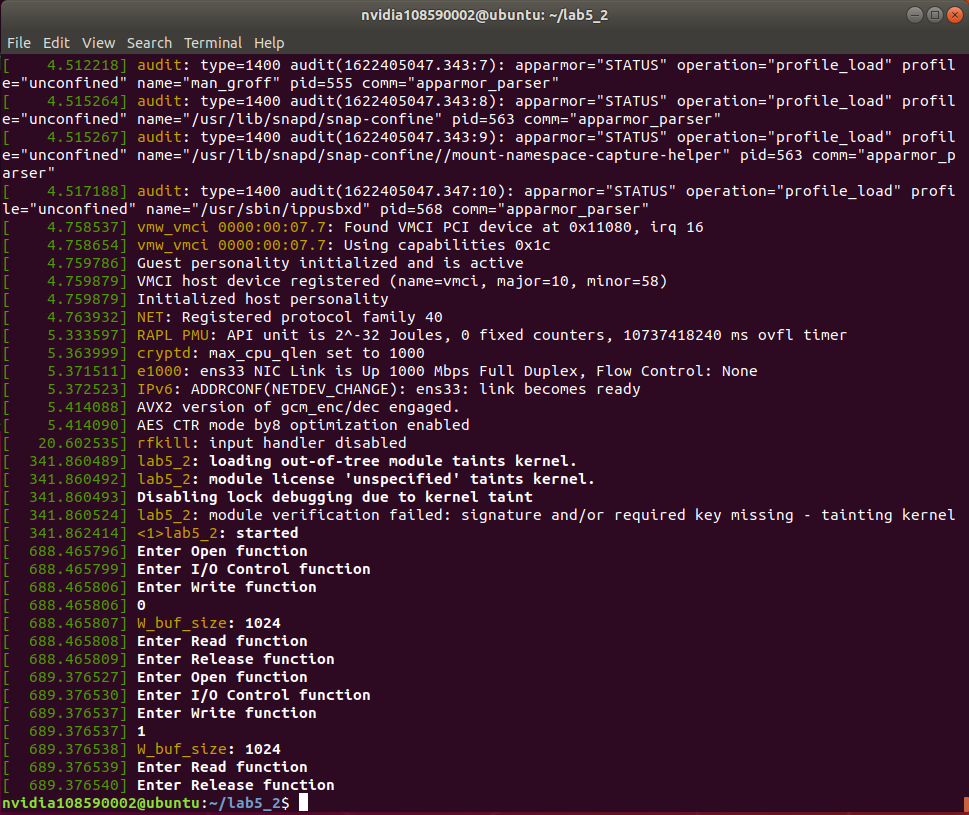 nvidia108590002@ubuntu: ~/lab5_2
File Edit View Search Terminal Help
[    4.512218] audit: type=1400 audit(1622405047.343:7): apparmor="STATUS" operation="profile_load" profil
e="unconfined" name="man_groff" pid=555 comm="apparmor_parser"
[    4.515264] audit: type=1400 audit(1622405047.343:8): apparmor="STATUS" operation="profile_load" profil
e="unconfined" name="/usr/lib/snapd/snap-confine" pid=563 comm="apparmor_parser"
[    4.515267] audit: type=1400 audit(1622405047.343:9): apparmor="STATUS" operation="profile_load" profil
e="unconfined" name="/usr/lib/snapd/snap-confine//mount-namespace-capture-helper" pid=563 comm="apparmor_p
arser"
[    4.517188] audit: type=1400 audit(1622405047.347:10): apparmor="STATUS" operation="profile_load" profi
le="unconfined" name="/usr/sbin/ippusbxd" pid=568 comm="apparmor_parser"
[    4.758537] vmw_vmci 0000:00:07.7: Found VMCI PCI device at 0x11080, irq 16
[    4.758654] vmw_vmci 0000:00:07.7: Using capabilities 0x1c
[    4.759786] Guest personality initialized and is active
[    4.759879] VMCI host device registered (name=vmci, major=10, minor=58)
[    4.759879] Initialized host personality
[    4.763932] NET: Registered protocol family 40
[    5.333597] RAPL PMU: API unit is 2^-32 Joules, 0 fixed counters, 10737418240 ms ovfl timer
[    5.363999] cryptd: max_cpu_qlen set to 1000
[    5.371511] e1000: ens33 NIC Link is Up 1000 Mbps Full Duplex, Flow Control: None
[    5.372523] IPv6: ADDRCONF(NETDEV_CHANGE): ens33: link becomes ready
[    5.414088] AVX2 version of gcm_enc/dec engaged.
[    5.414090] AES CTR mode by8 optimization enabled
[   20.602535] rfkill: input handler disabled
[  341.860489] lab5_2: loading out-of-tree module taints kernel.
[  341.860492] lab5_2: module license 'unspecified' taints kernel.
[  341.860493] Disabling lock debugging due to kernel taint
[  341.860524] lab5_2: module verification failed: signature and/or required key missing - tainting kernel
[  341.862414] <1>lab5_2: started
[  688.465796] Enter Open function
[  688.465799] Enter I/O Control function
[  688.465806] Enter Write function
[  688.465806] 0
[  688.465807] W_buf_size: 1024
[  688.465808] Enter Read function
[  688.465809] Enter Release function
[  689.376527] Enter Open function
[  689.376530] Enter I/O Control function
[  689.376537] Enter Write function
[  689.376537] 1
[  689.376538] W_buf_size: 1024
[  689.376539] Enter Read function
[  689.376540] Enter Release function
nvidia108590002@ubuntu:~/lab5_2$